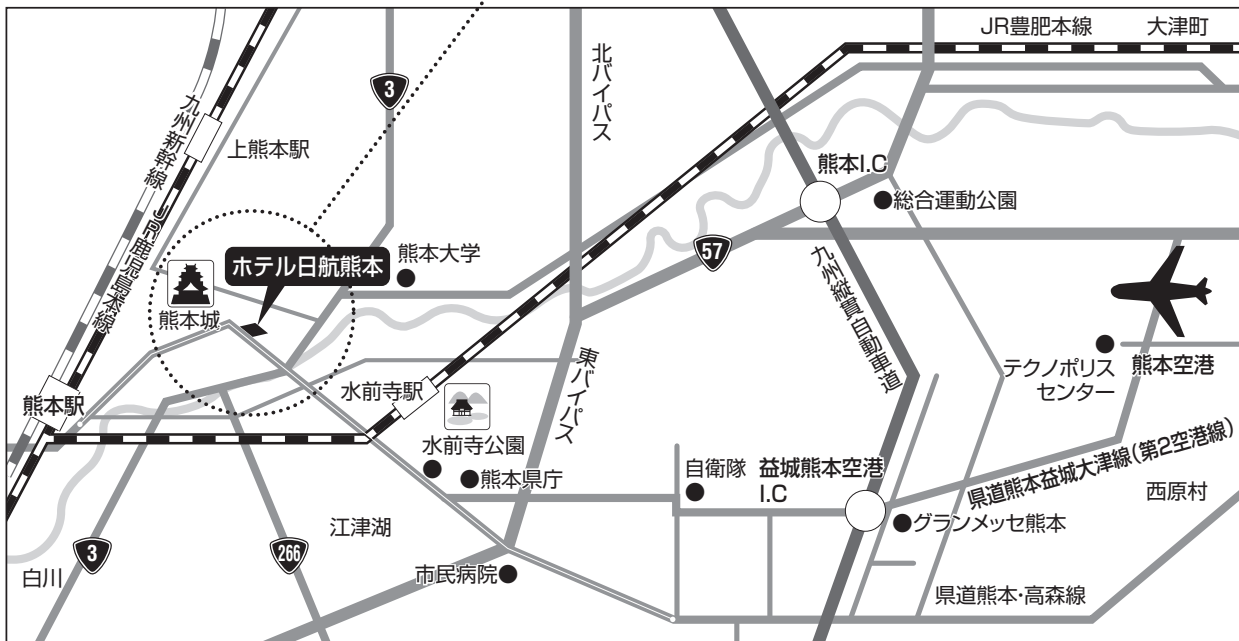 JR豊肥本線
大津町
3
北バイパス
九州新幹線
上熊本駅
JR鹿児島本線
熊本I.C
総合運動公園
57
熊本大学
ホテル日航熊本
熊本城
九州縦貫自動車道
テクノポリス
センター
熊本空港
東バイパス
水前寺駅
熊本駅
水前寺公園
熊本県庁
自衛隊
益城熊本空港
I.C
県道熊本益城大津線(第2空港線)
西原村
グランメッセ熊本
江津湖
3
266
白川
市民病院
県道熊本・高森線